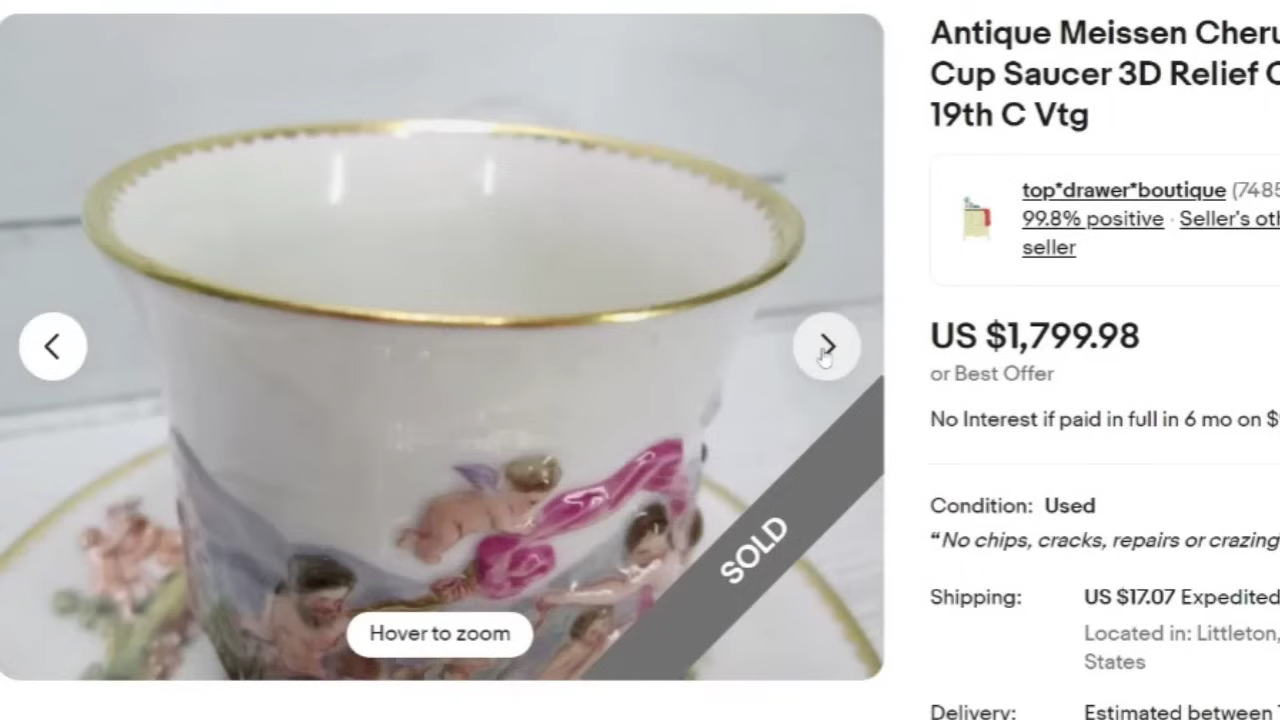 Antique Meissen
Cup Saucer 3D Relief
19th C Vtg
top*drawer*boutique
99.8% positive · Seller's
seller
US $1,799.98
or Best Offer
No Interest if paid in full in 6 mo on
Condition: Used
“No chips, cracks, repairs or crazing
Shipping: US $17.07 Expedited
Located in: Littleton,
States
Delivery: Estimated between
SOLD
Hover to zoom